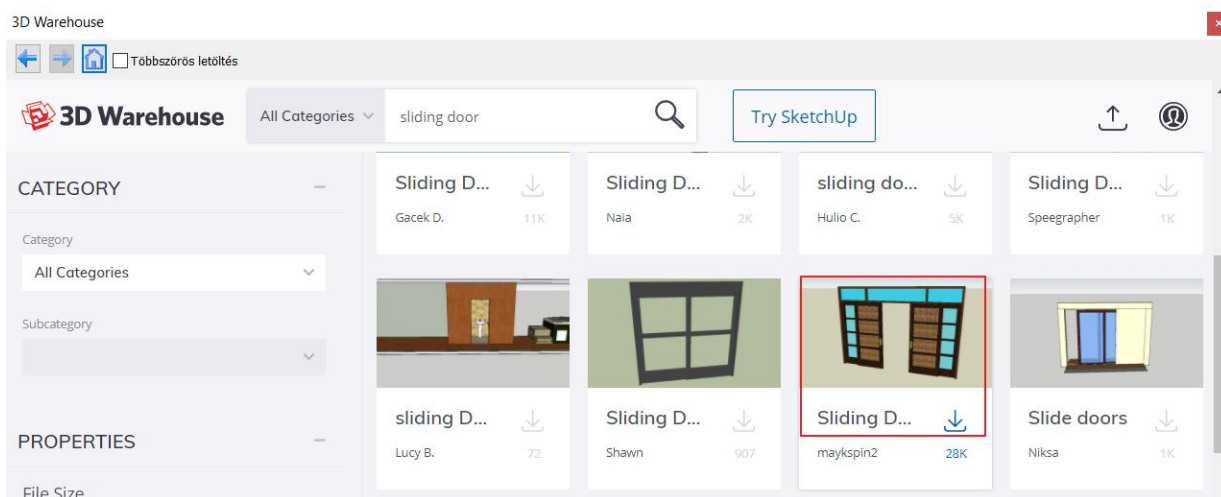 3D Warehouse
Többszörös letöltés
3D Warehouse
All Categories
sliding door
Try SketchUp
CATEGORY
Category
All Categories
Subcategory
PROPERTIES
File Size
Sliding D...
Gacek D.
11K
Sliding D...
Naia
2K
sliding do...
Hulio C.
5K
Sliding D...
Speegrapher
1K
sliding D...
Lucy B.
72
Sliding D...
Shawn
907
Sliding D...
maykspin2
28K
Slide doors
Niksa
1K